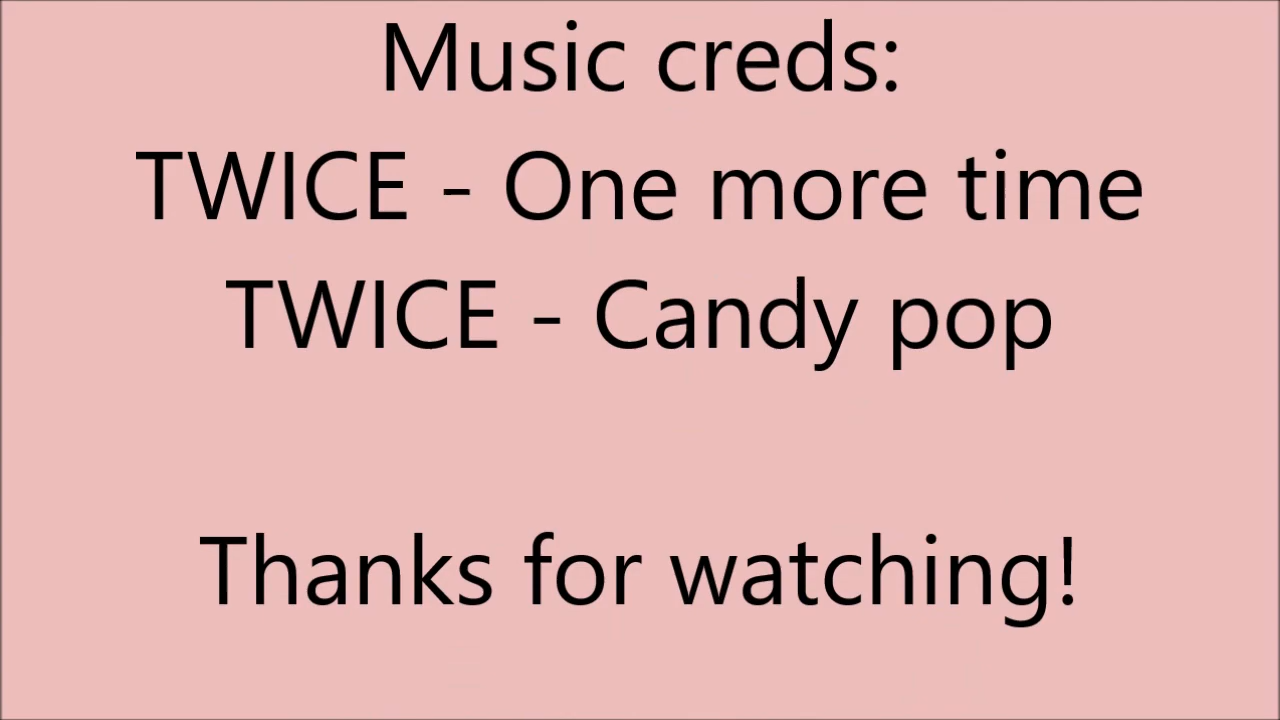 Music creds:
TWICE - One more time
TWICE - Candy pop
Thanks for watching!